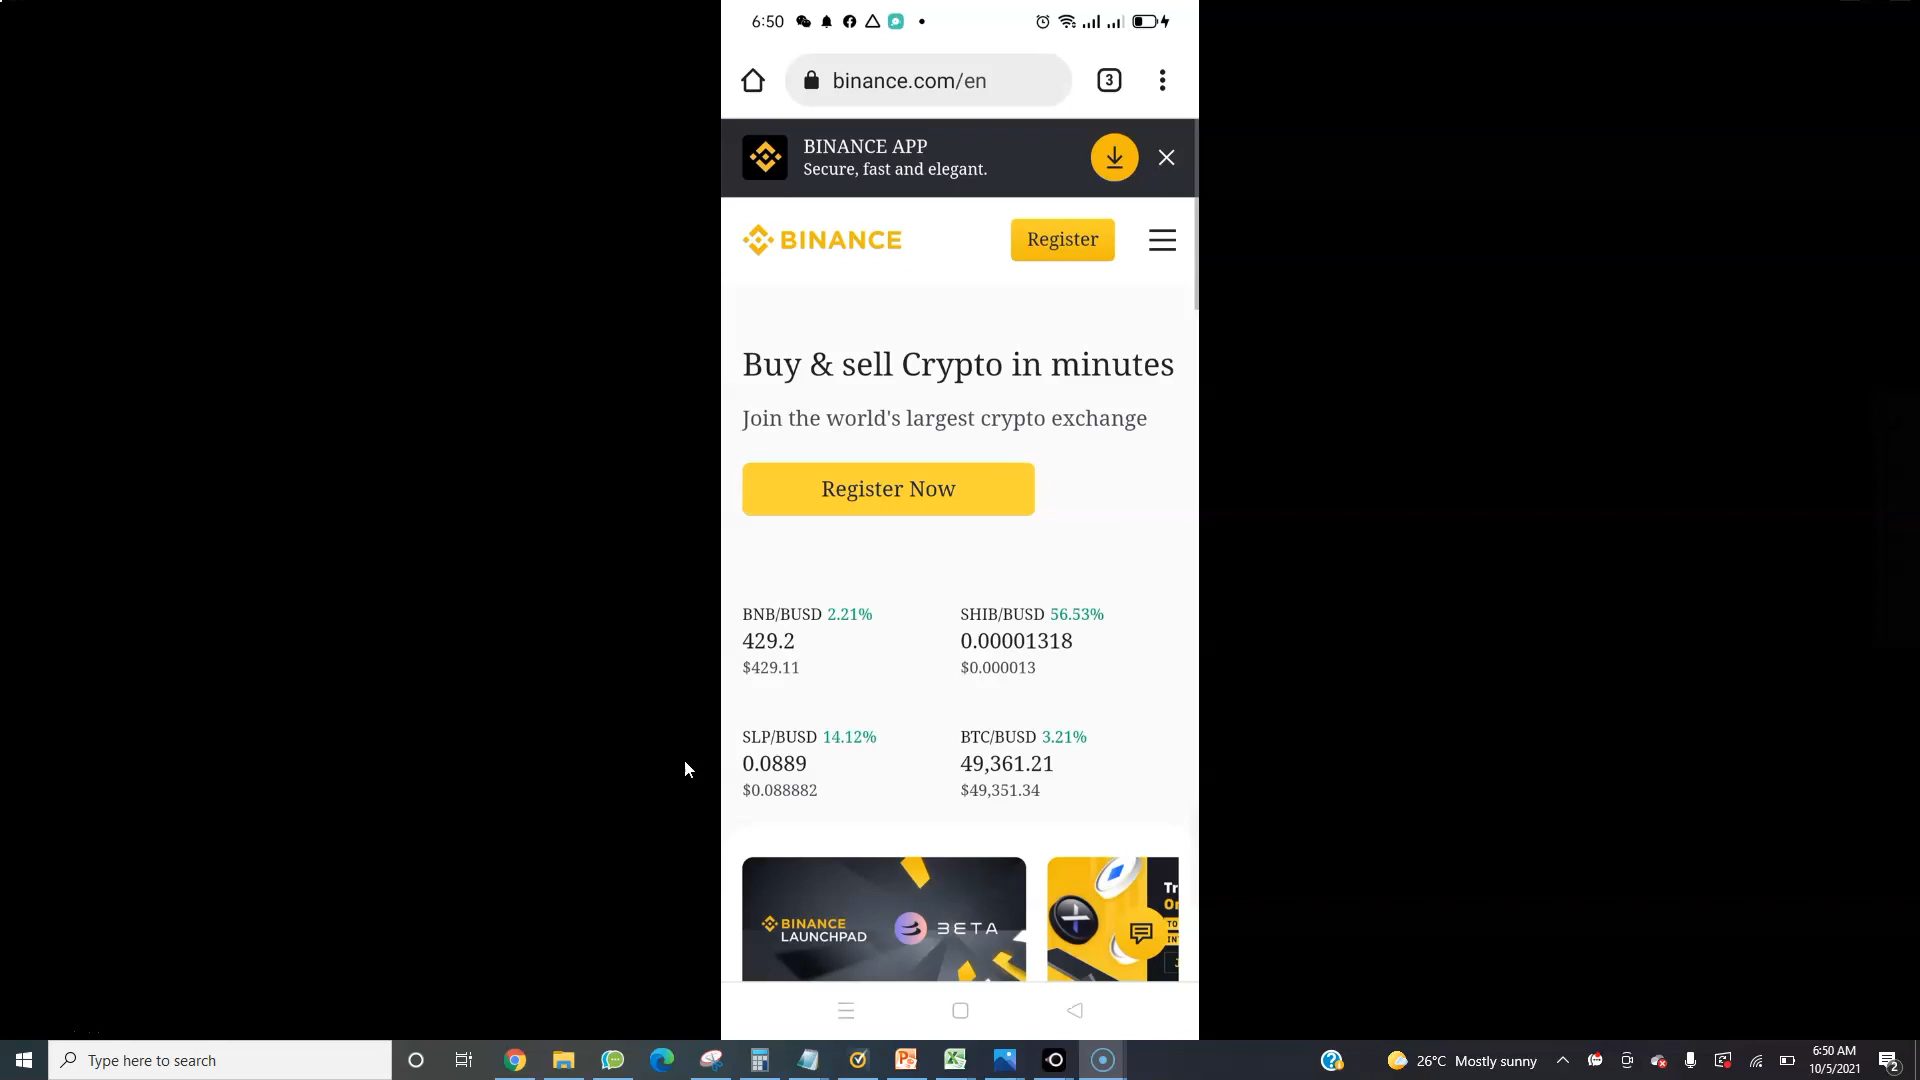 6:50
3
binance.com/en
BINANCE APP
Secure, fast and elegant.
BINANCE
Register
Buy & sell Crypto in minutes
Join the world's largest crypto exchange
Register Now
BNB/BUSD 2.21%
429.2
$429.11
SHIB/BUSD 56.53%
0.00001318
$0.000013
SLP/BUSD 14.12%
0.0889
$0.088882
BTC/BUSD 3.21%
49,361.21
$49,351.34
BINANCE
LAUNCHPAD
BETA
Tr
TO
IN
Type here to search
26°C Mostly sunny
6:50 AM
10/5/2021
2